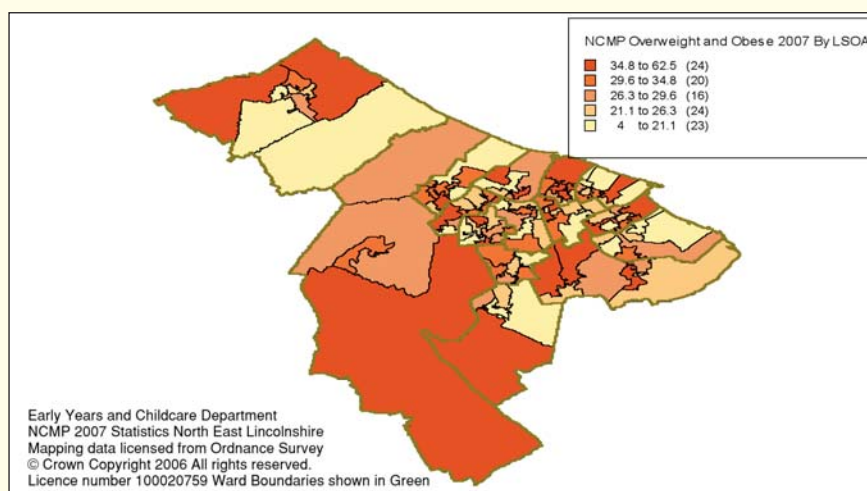 NCMP Overweight and Obese 2007 By LSOA
34.8 to 62.5 (24)
29.6 to 34.8 (20)
26.3 to 29.6 (16)
21.1 to 26.3 (24)
4 to 21.1 (23)
Early Years and Childcare Department
NCMP 2007 Statistics North East Lincolnshire
Mapping data licensed from Ordnance Survey
© Crown Copyright 2006 All rights reserved.
Licence number 100020759 Ward Boundaries shown in Green